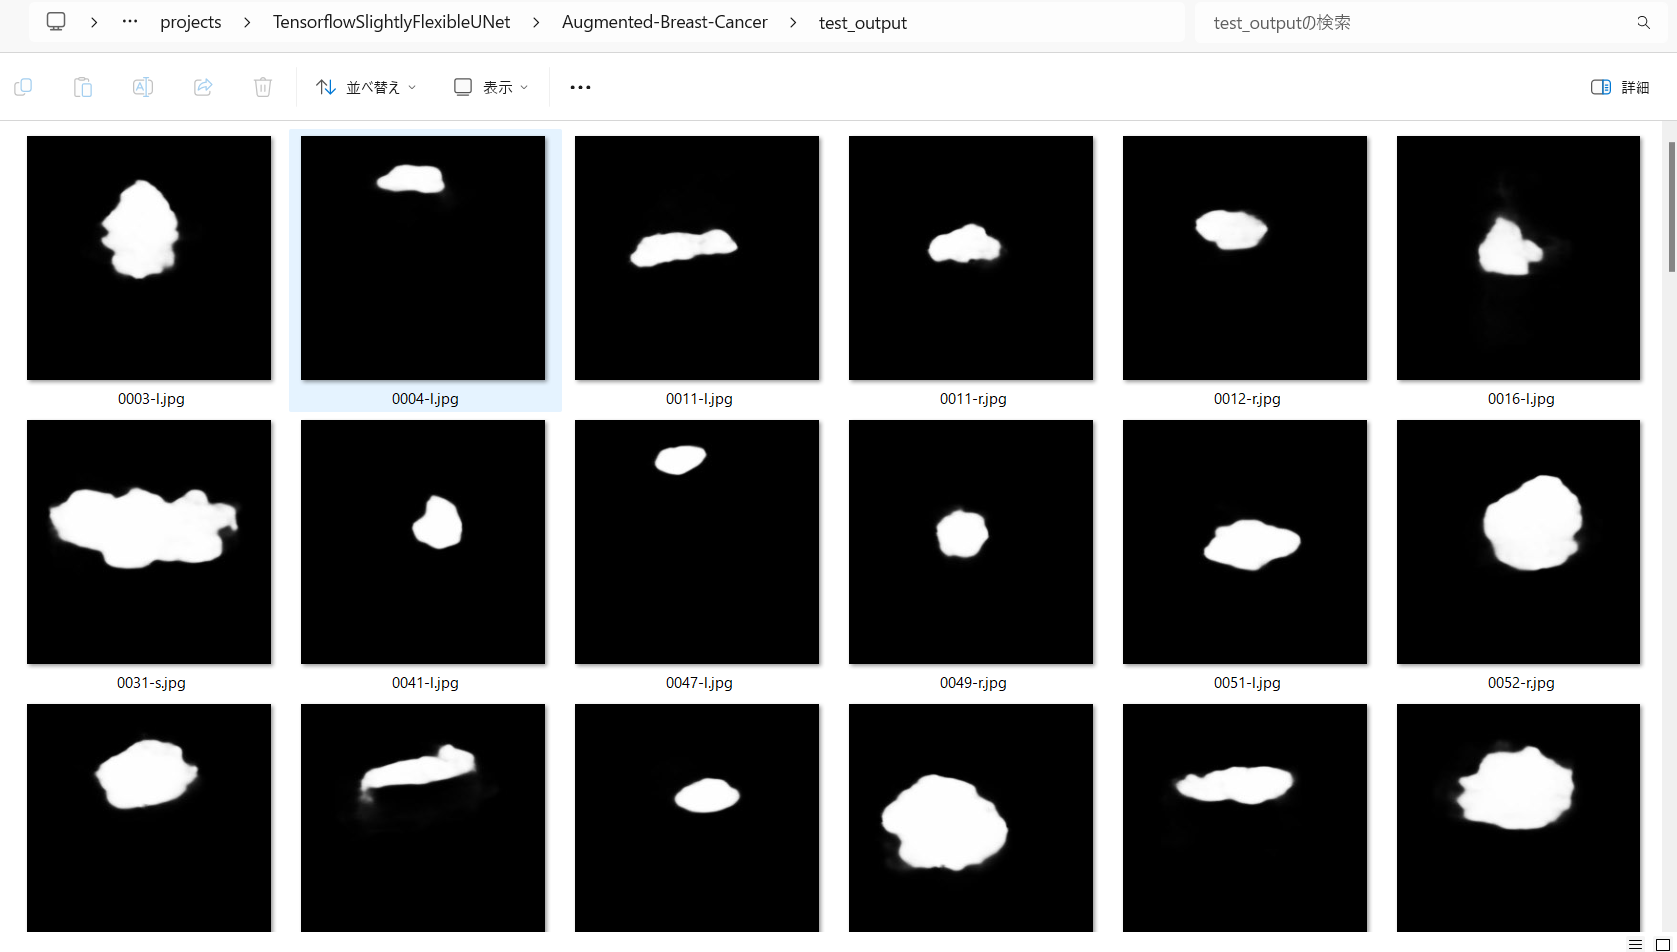 projects > TensorflowSlightlyFlexibleUNet > Augmented-Breast-Cancer > test_output
test_outputの検索
並べ替え
表示
詳細
0003-l.jpg
0004-l.jpg
0011-l.jpg
0011-r.jpg
0012-r.jpg
0016-l.jpg
0031-s.jpg
0041-l.jpg
0047-l.jpg
0049-r.jpg
0051-l.jpg
0052-r.jpg